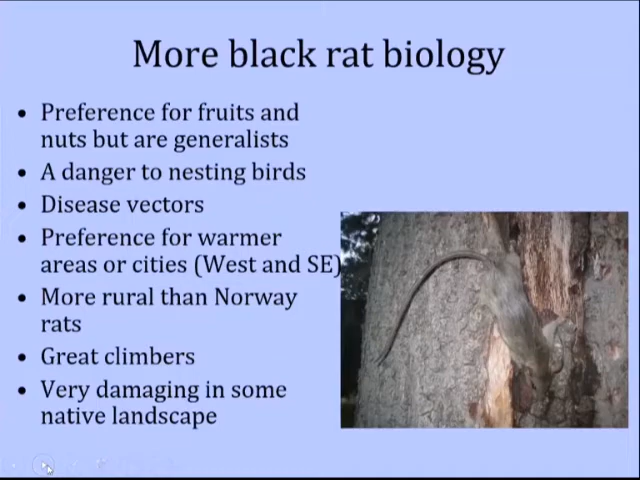 More black rat biology
• Preference for fruits and
nuts but are generalists
• A danger to nesting birds
• Disease vectors
• Preference for warmer
areas or cities (West and SE)
• More rural than Norway
rats
• Great climbers
• Very damaging in some
native landscape